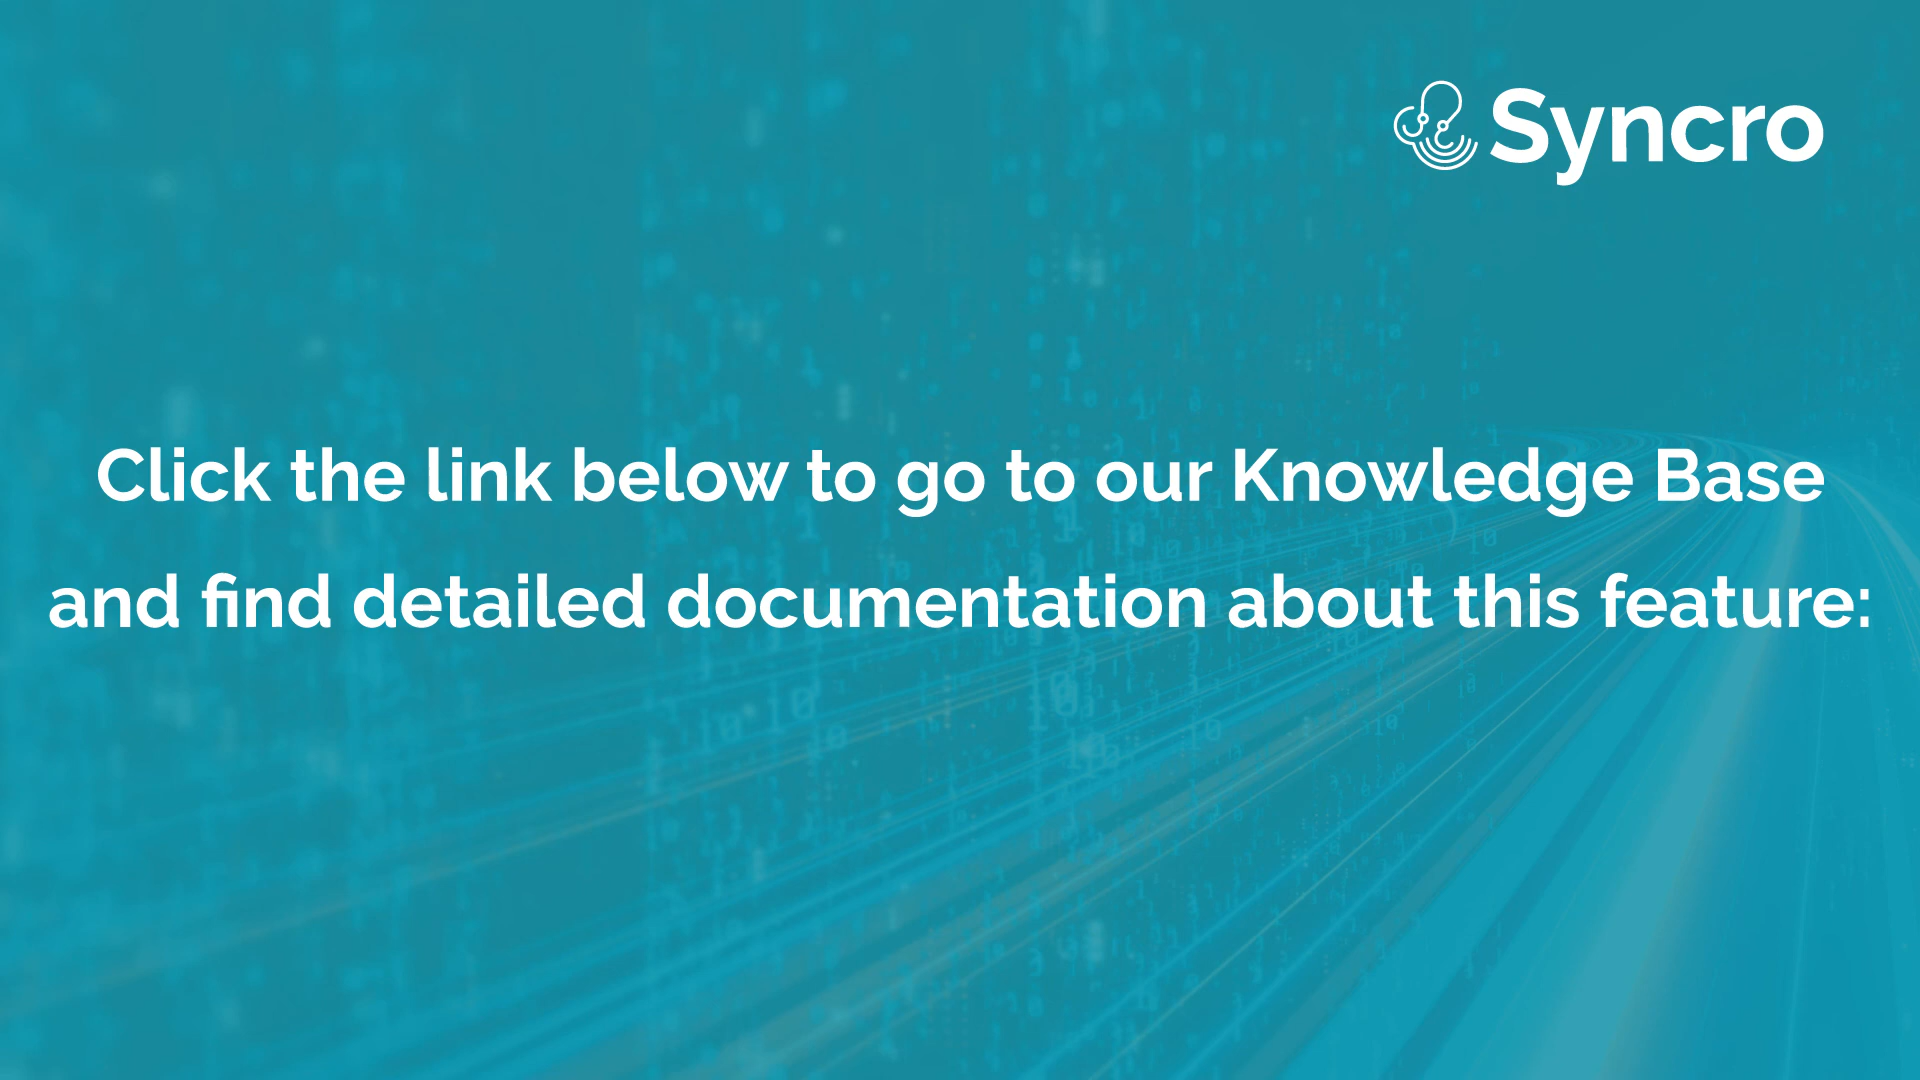 Syncro
Click the link below to go to our Knowledge Base
and find detailed documentation about this feature: